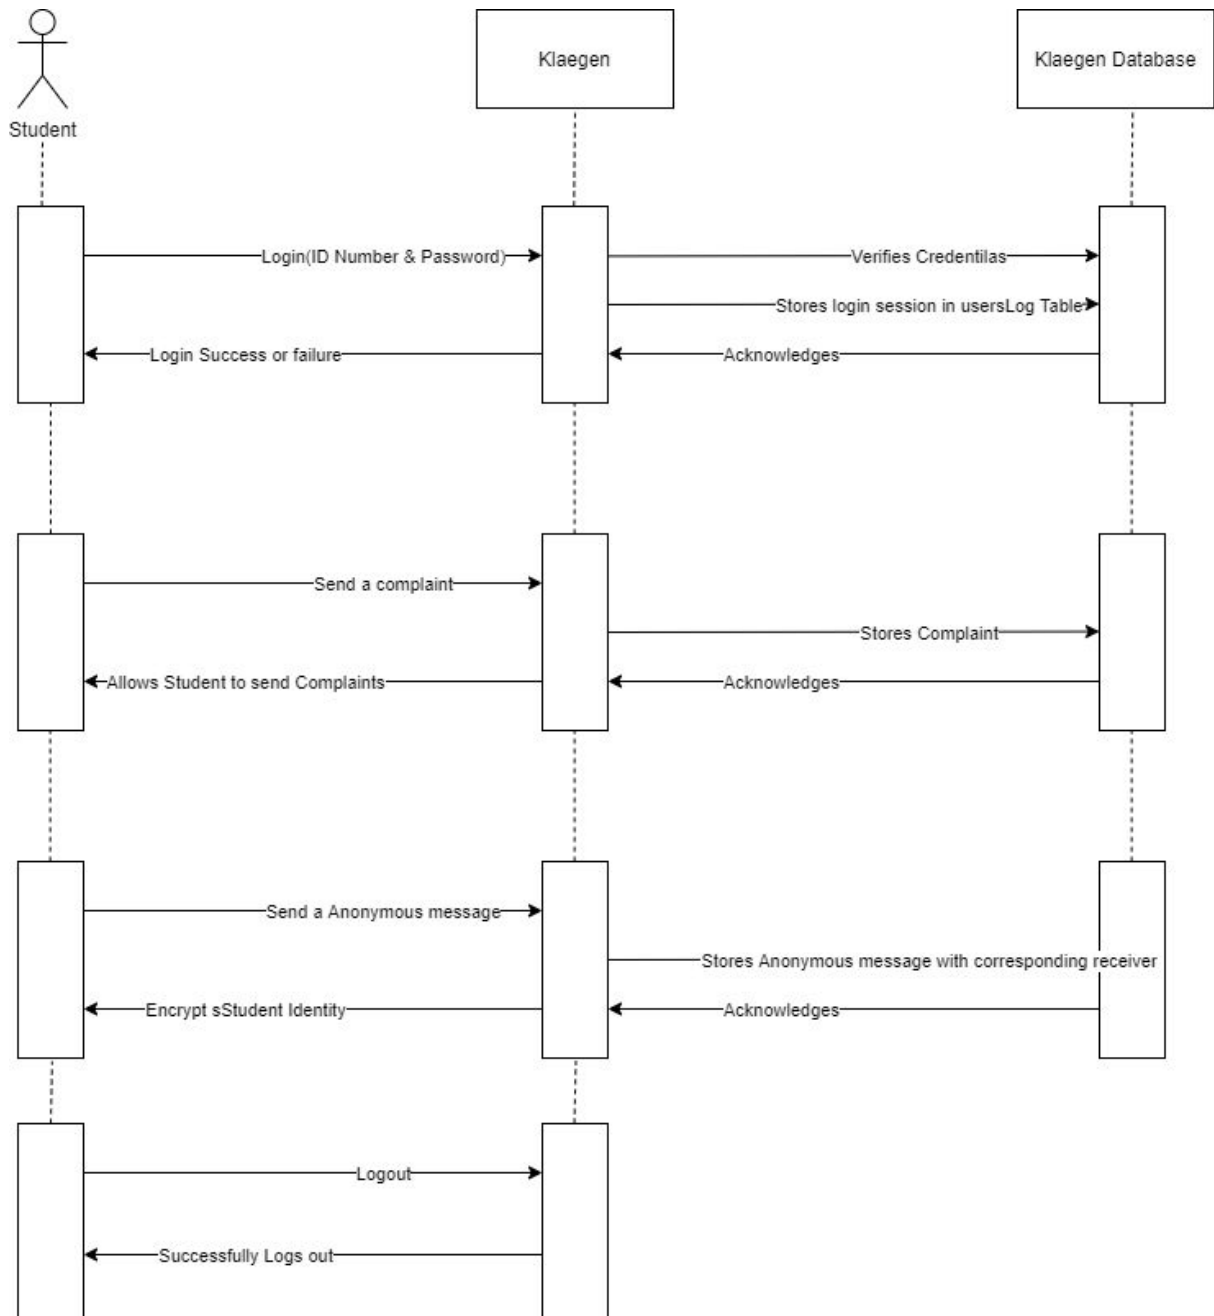 Klaegen
Klaegen Database
Student
Login(ID Number & Password)
Verifies Credentilas
Stores login session in usersLog Table
Login Success or failure
Acknowledges
Send a complaint
Stores Complaint
Allows Student to send Complaints
Acknowledges
Send a Anonymous message
Stores Anonymous message with corresponding receiver
Encrypt sStudent Identity
Acknowledges
Logout
Successfully Logs out